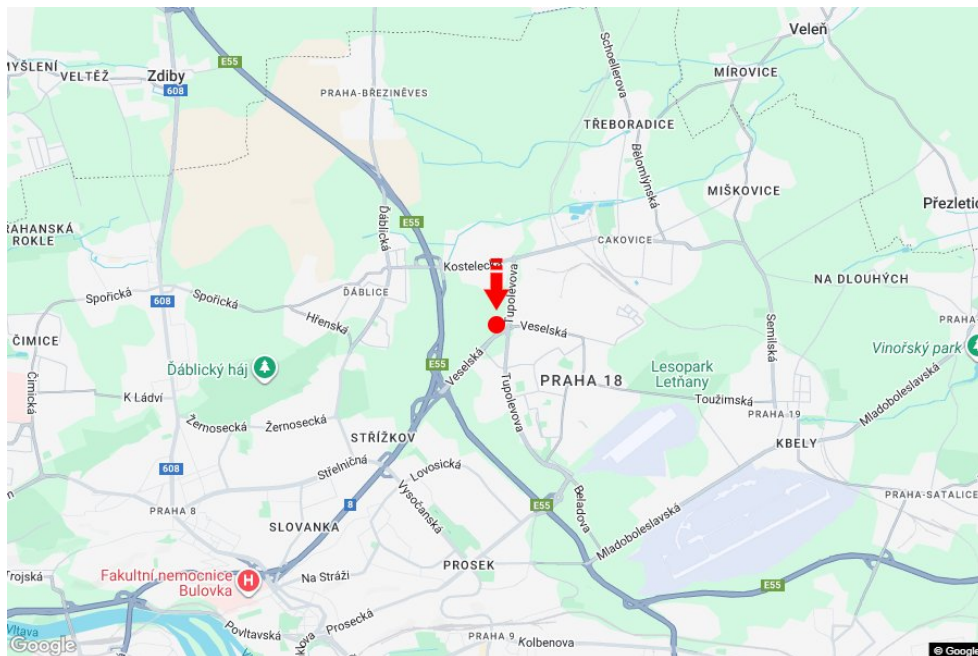 Veleň
E55
MYŠLENÍ
VELTĚŽ
Zdiby
608
E55
PRAHA-BŘEZINĚVES
Schoellerova
MÍROVICE
TŘEBORADICE
Bělomlýnská
MIŠKOVICE
Přezletic
RAHANSKÁ
ROKLE
Ďáblická
E55
CAKOVICE
Kostelecká
Tupolevova
NA DLOUHÝCH
Spořická
608
Spořická
ĎÁBLICE
Hřenská
Veselská
Semilská
PRAHA
ČIMICE
Vinořský park
Ďáblický háj
E55
Veselská
Lesopark
Letňany
PRAHA 18
Čimická
K Ládví
Tupolevova
Toužimská
Mladoboleslavská
PRAHA 19
Žernosecká
Žernosecká
STŘÍŽKOV
KBELY
608
Střelničná
Lovosická
Vysočanská
Beladova
PRAHA-SATALICE
PRAHA 8
8
E55
SLOVANKA
Mladoboleslavská
Trojská
Fakultní nemocnice
Bulovka
H
Na Stráži
PROSEK
E55
Vltava
Povltavská
Prosecká
PRAHA 9
Kolbenova
Google
© Google